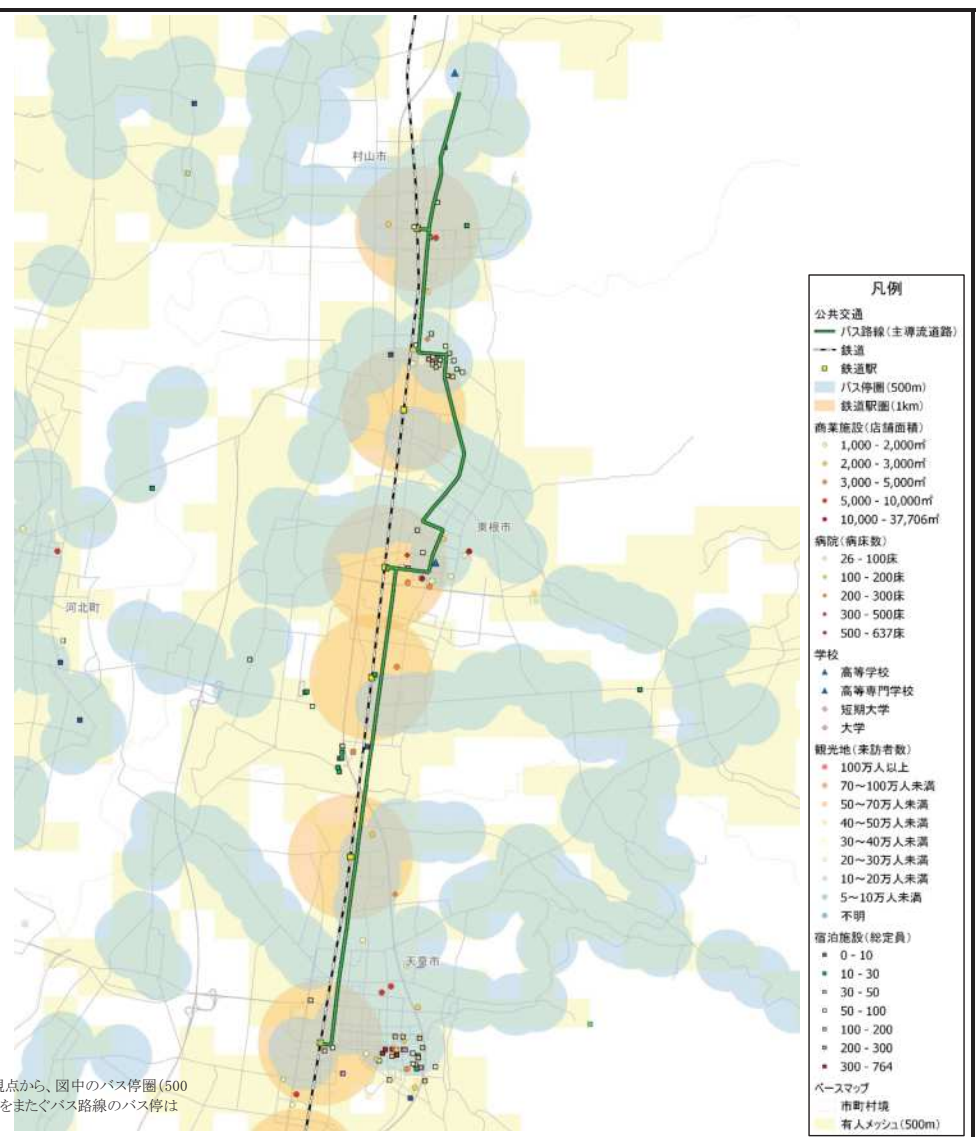 村山市
東根市
河北町
天童市
視点から、図中のバス停圏(500
をまたぐバス路線のバス停は
凡例
公共交通
バス路線(主導流道路)
鉄道
鉄道駅
バス停圏(500m)
鉄道駅圏(1km)
商業施設(店舗面積)
1,000 - 2,000㎡
2,000 - 3,000㎡
3,000 - 5,000㎡
5,000 - 10,000㎡
10,000 - 37,706㎡
病院(病床数)
26 - 100床
100 - 200床
200 - 300床
300 - 500床
500 - 637床
学校
高等学校
高等専門学校
短期大学
大学
観光地(来訪者数)
100万人以上
70～100万人未満
50～70万人未満
40～50万人未満
30～40万人未満
20～30万人未満
10～20万人未満
5～10万人未満
不明
宿泊施設(総定員)
0 - 10
10 - 30
30 - 50
50 - 100
100 - 200
200 - 300
300 - 764
ベースマップ
市町村境
有人メッシュ(500m)